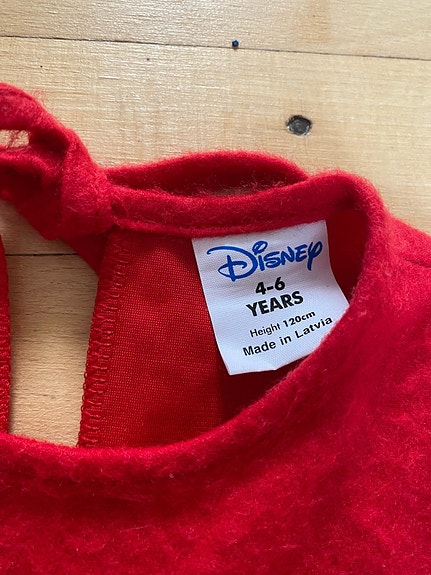 Disney
4-6
YEARS
Height 120cm
Made in Latvia